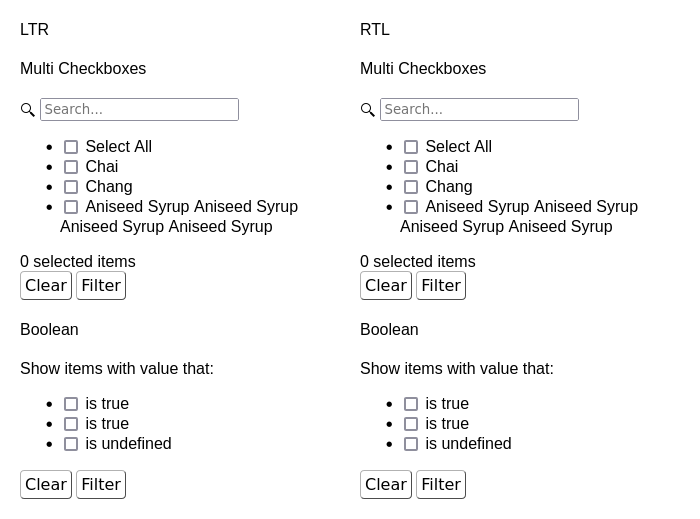 LTR
Multi Checkboxes
Search...
Select All
Chai
Chang
Aniseed Syrup Aniseed Syrup
Aniseed Syrup Aniseed Syrup
0 selected items
Clear Filter
Boolean
Show items with value that:
is true
is true
is undefined
Clear Filter
RTL
Multi Checkboxes
Search...
Select All
Chai
Chang
Aniseed Syrup Aniseed Syrup
Aniseed Syrup Aniseed Syrup
0 selected items
Clear Filter
Boolean
Show items with value that:
is true
is true
is undefined
Clear Filter